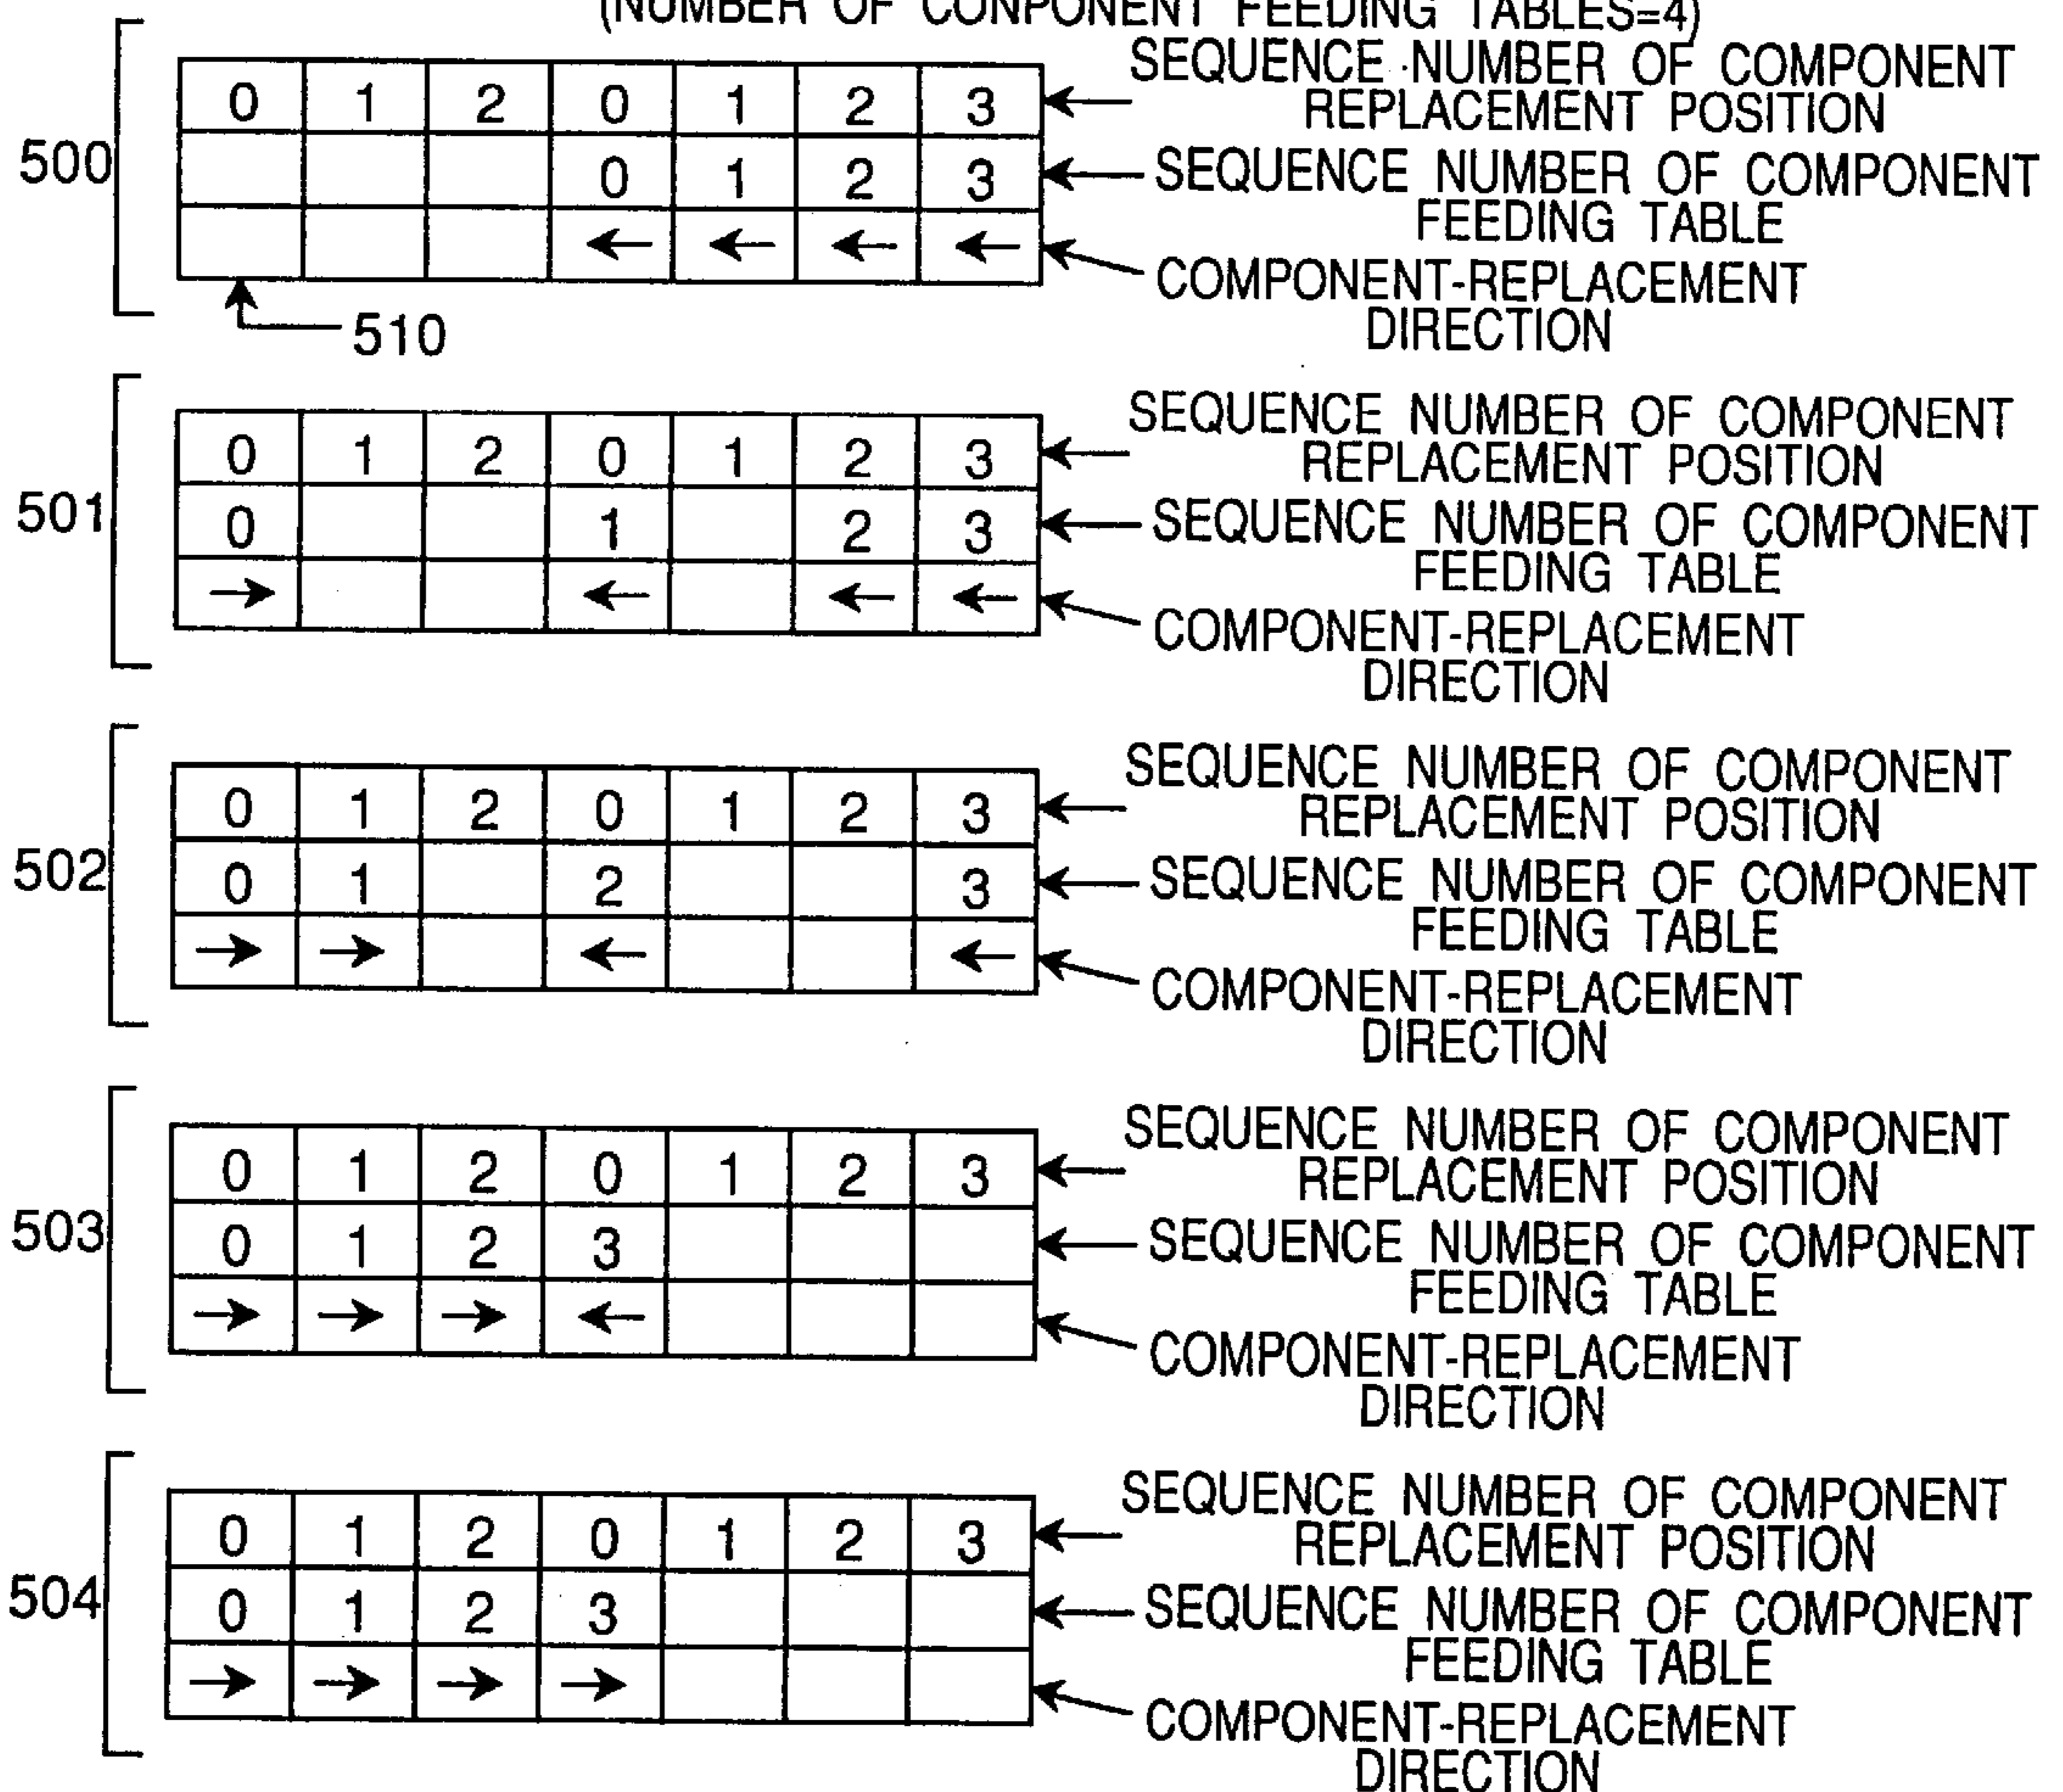 (NUMBER OF CONPONENT FEEDING TABLES=4)
SEQUENCE NUMBER OF COMPONENT
REPLACEMENT POSITION
0 1 2 0 1 2 3
500
0 1 2 3
SEQUENCE NUMBER OF COMPONENT
FEEDING TABLE
← ← ← ←
COMPONENT-REPLACEMENT
DIRECTION
510
SEQUENCE NUMBER OF COMPONENT
REPLACEMENT POSITION
0 1 2 0 1 2 3
501
0 1 2 3
SEQUENCE NUMBER OF COMPONENT
FEEDING TABLE
→ ← ← ←
COMPONENT-REPLACEMENT
DIRECTION
SEQUENCE NUMBER OF COMPONENT
REPLACEMENT POSITION
0 1 2 0 1 2 3
502
0 1 2 3
SEQUENCE NUMBER OF COMPONENT
FEEDING TABLE
→ → ← ←
COMPONENT-REPLACEMENT
DIRECTION
SEQUENCE NUMBER OF COMPONENT
REPLACEMENT POSITION
0 1 2 0 1 2 3
503
0 1 2 3
SEQUENCE NUMBER OF COMPONENT
FEEDING TABLE
→ → → ←
COMPONENT-REPLACEMENT
DIRECTION
SEQUENCE NUMBER OF COMPONENT
REPLACEMENT POSITION
0 1 2 0 1 2 3
504
0 1 2 3
SEQUENCE NUMBER OF COMPONENT
FEEDING TABLE
→ → → →
COMPONENT-REPLACEMENT
DIRECTION